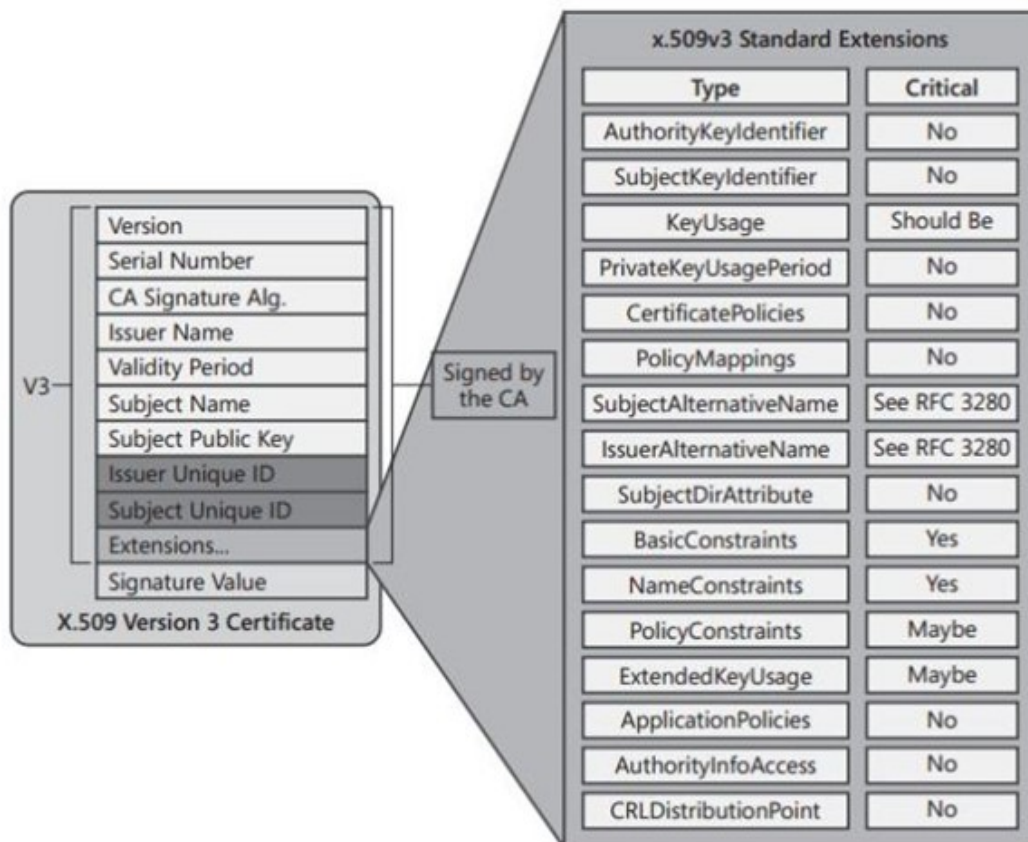 V3
Version
Serial Number
CA Signature Alg.
Issuer Name
Validity Period
Subject Name
Subject Public Key
Issuer Unique ID
Subject Unique ID
Extensions...
Signature Value
X.509 Version 3 Certificate
Signed by
the CA
x.509v3 Standard Extensions
Type Critical
AuthorityKeyIdentifier No
SubjectKeyIdentifier No
KeyUsage Should Be
PrivateKeyUsagePeriod No
CertificatePolicies No
PolicyMappings No
SubjectAlternativeName See RFC 3280
IssuerAlternativeName See RFC 3280
SubjectDirAttribute No
BasicConstraints Yes
NameConstraints Yes
PolicyConstraints Maybe
ExtendedKeyUsage Maybe
ApplicationPolicies No
AuthorityInfoAccess No
CRLDistributionPoint No